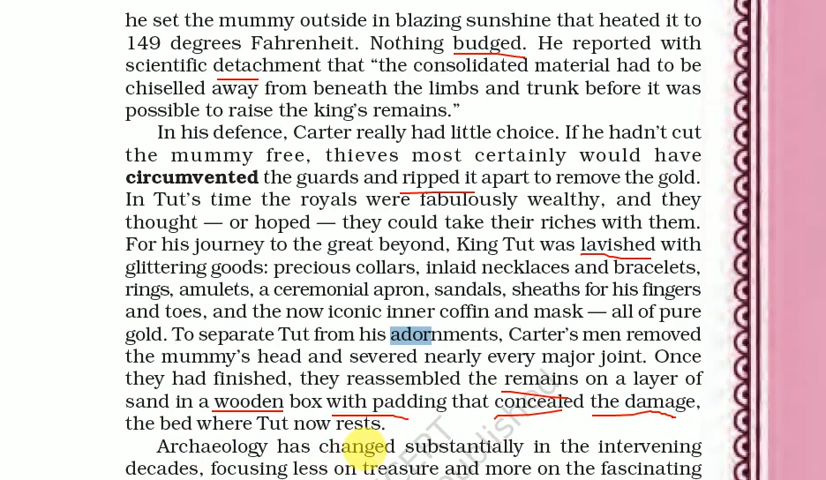 he set the mummy outside in blazing sunshine that heated it to
149 degrees Fahrenheit. Nothing budged. He reported with
scientific detachment that “the consolidated material had to be
chiselled away from beneath the limbs and trunk before it was
possible to raise the king’s remains.”
In his defence, Carter really had little choice. If he hadn’t cut
the mummy free, thieves most certainly would have
circumvented the guards and ripped it apart to remove the gold.
In Tut’s time the royals were fabulously wealthy, and they
thought — or hoped — they could take their riches with them.
For his journey to the great beyond, King Tut was lavished with
glittering goods: precious collars, inlaid necklaces and bracelets,
rings, amulets, a ceremonial apron, sandals, sheaths for his fingers
and toes, and the now iconic inner coffin and mask — all of pure
gold. To separate Tut from his adornments, Carter’s men removed
the mummy’s head and severed nearly every major joint. Once
they had finished, they reassembled the remains on a layer of
sand in a wooden box with padding that concealed the damage,
the bed where Tut now rests.
Archaeology has changed substantially in the intervening
decades, focusing less on treasure and more on the fascinating